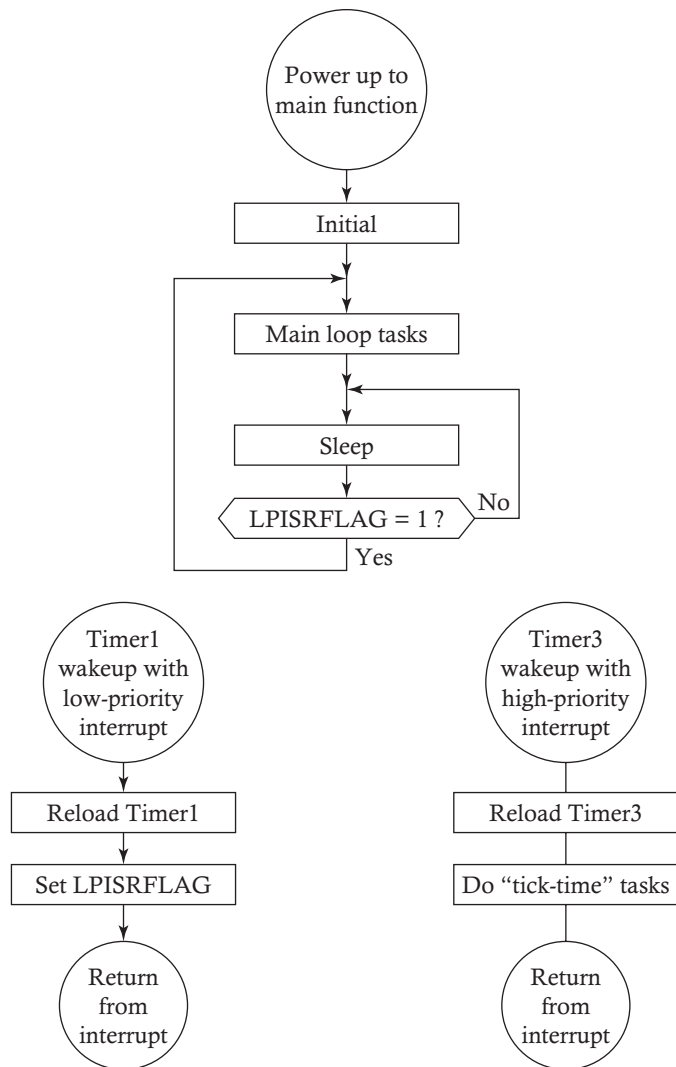 Power up to
main function
Initial
Main loop tasks
Sleep
LPISRFLAG = 1 ?
No
Yes
Timer1
wakeup with
low-priority
interrupt
Reload Timer1
Set LPISRFLAG
Return
from
interrupt
Timer3
wakeup with
high-priority
interrupt
Reload Timer3
Do “tick-time” tasks
Return
from
interrupt